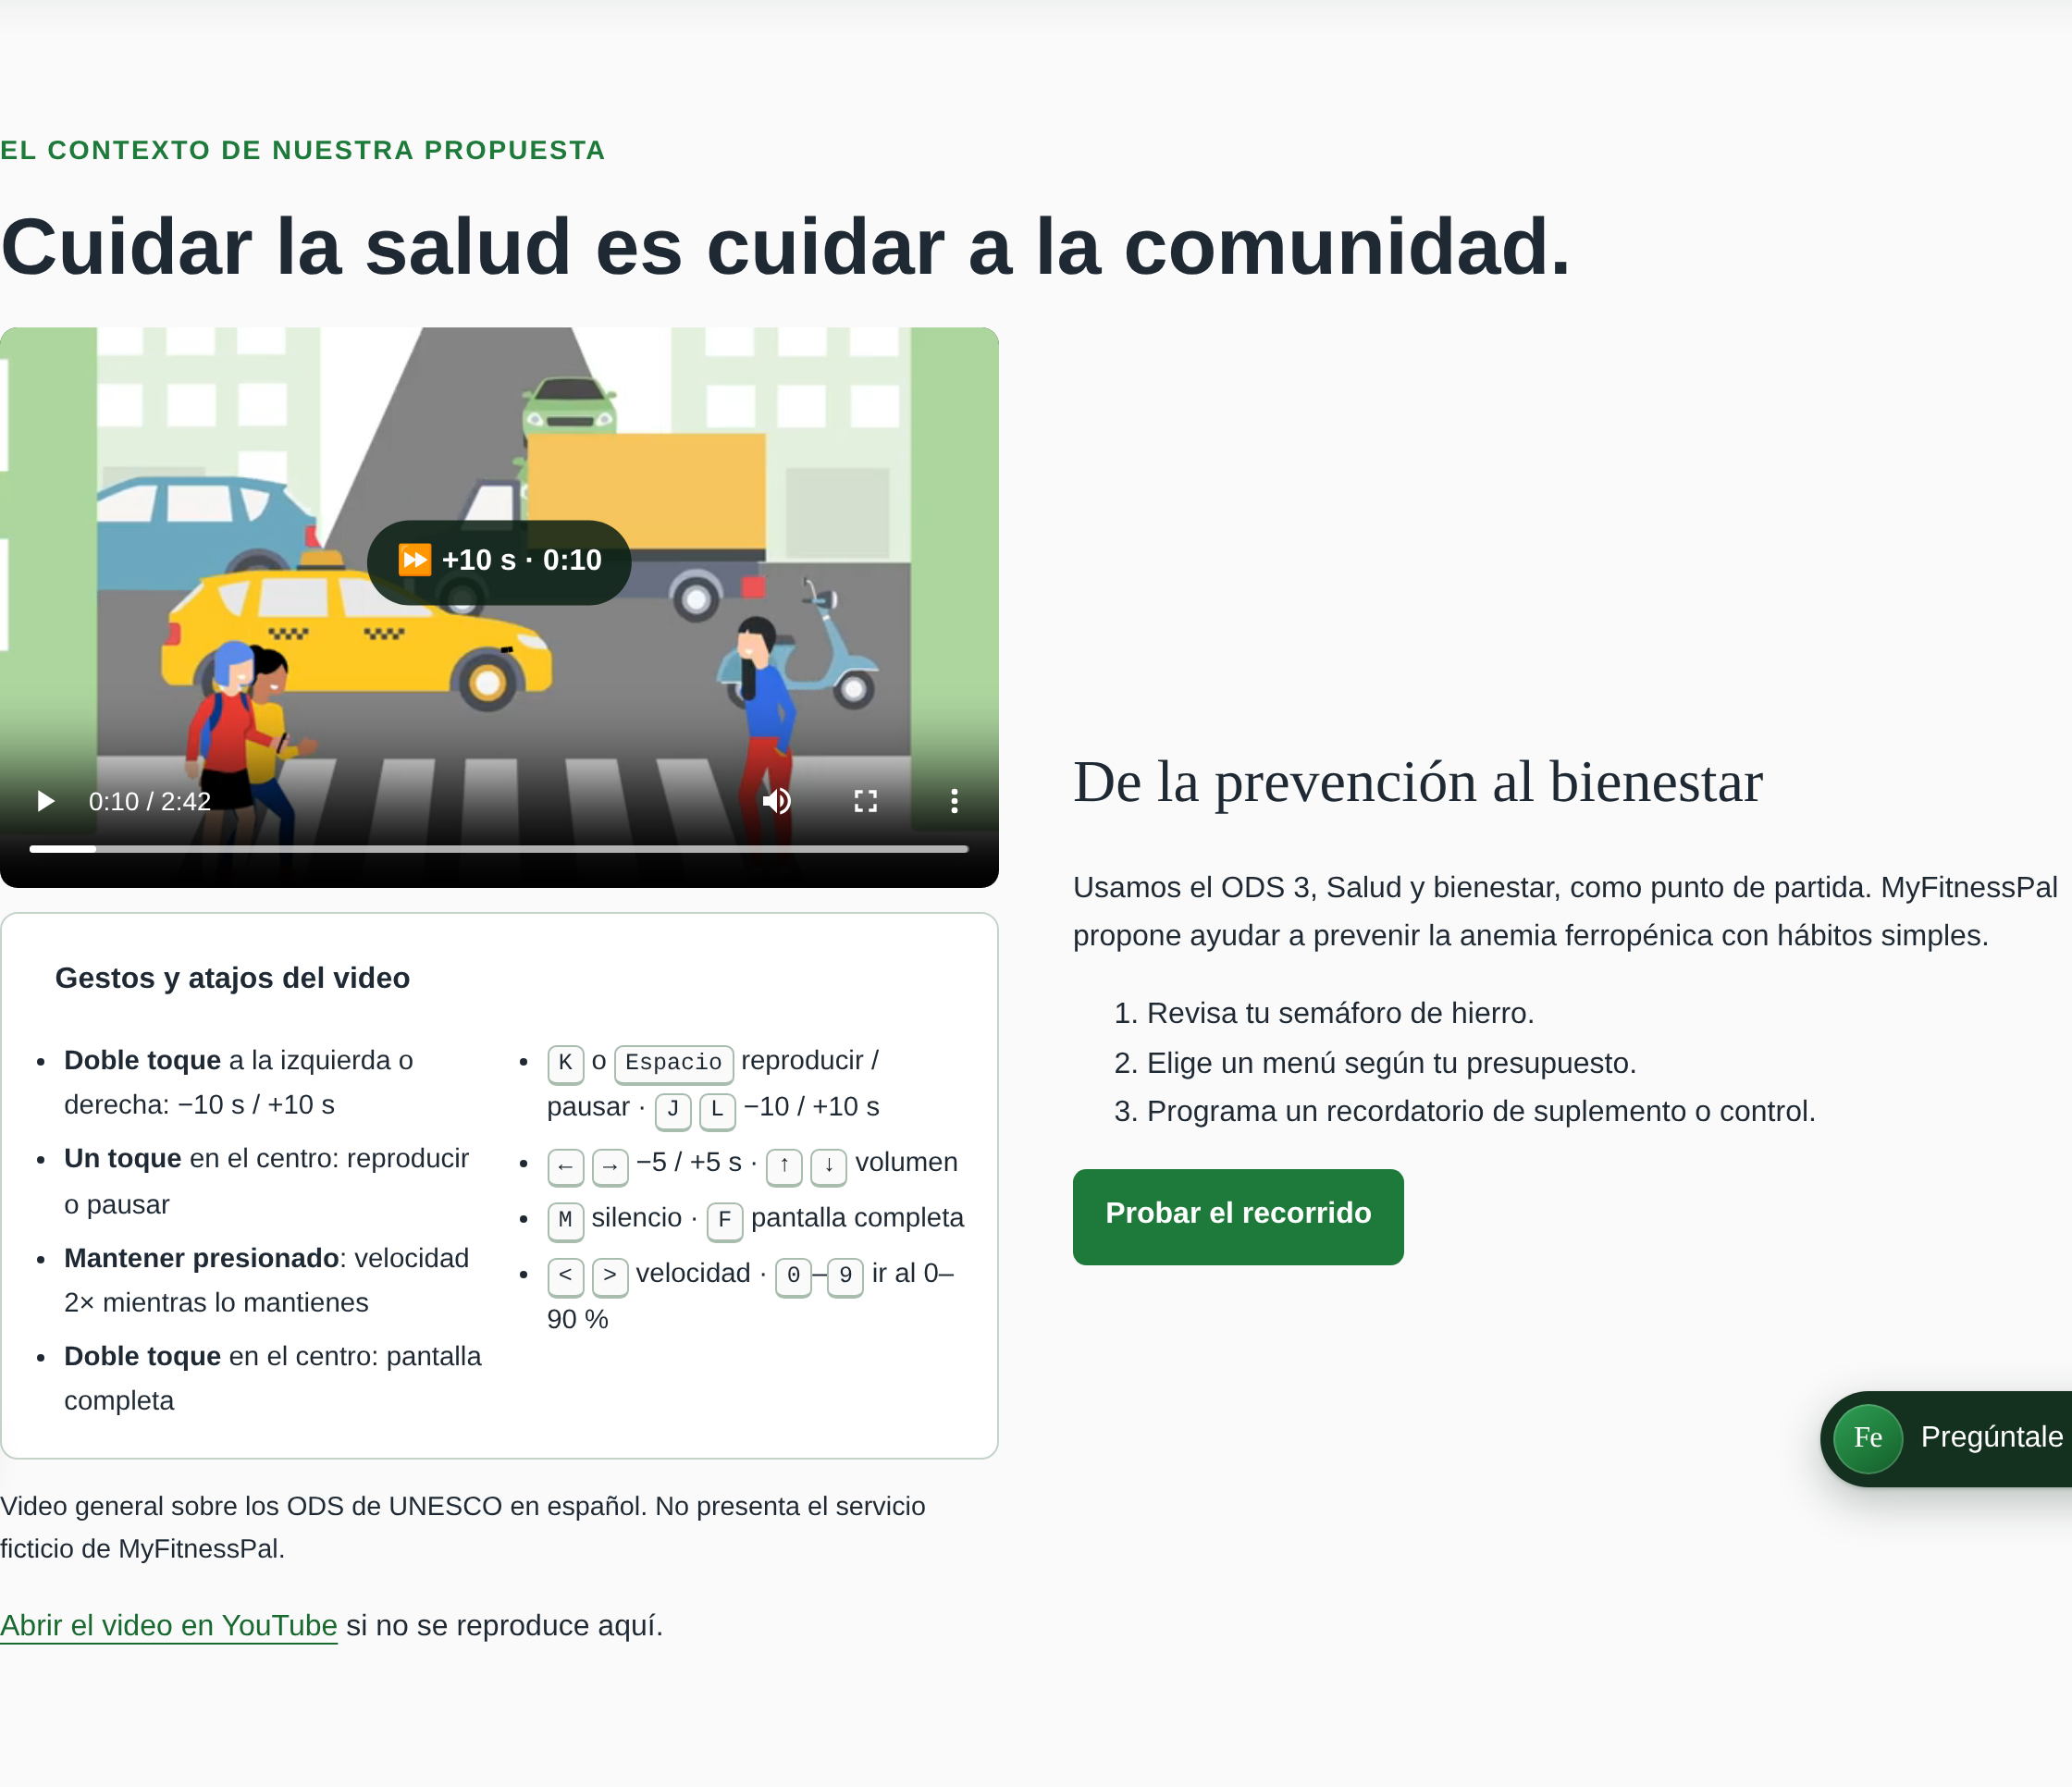 EL CONTEXTO DE NUESTRA PROPUESTA
Cuidar la salud es cuidar a la comunidad.
⏩ +10 s · 0:10
0:10 / 2:42
Gestos y atajos del video
• Doble toque a la izquierda o
derecha: −10 s / +10 s
• Un toque en el centro: reproducir
o pausar
• Mantener presionado: velocidad
2× mientras lo mantienes
• Doble toque en el centro: pantalla
completa
• K o Espacio reproducir /
pausar · J L −10 / +10 s
• ← → −5 / +5 s · ↑ ↓ volumen
• M silencio · F pantalla completa
• < > velocidad · 0–9 ir al 0–
90 %
Video general sobre los ODS de UNESCO en español. No presenta el servicio
ficticio de MyFitnessPal.
Abrir el video en YouTube si no se reproduce aquí.
De la prevención al bienestar
Usamos el ODS 3, Salud y bienestar, como punto de partida. MyFitnessPal
propone ayudar a prevenir la anemia ferropénica con hábitos simples.
1. Revisa tu semáforo de hierro.
2. Elige un menú según tu presupuesto.
3. Programa un recordatorio de suplemento o control.
Probar el recorrido
Fe Pregúntale